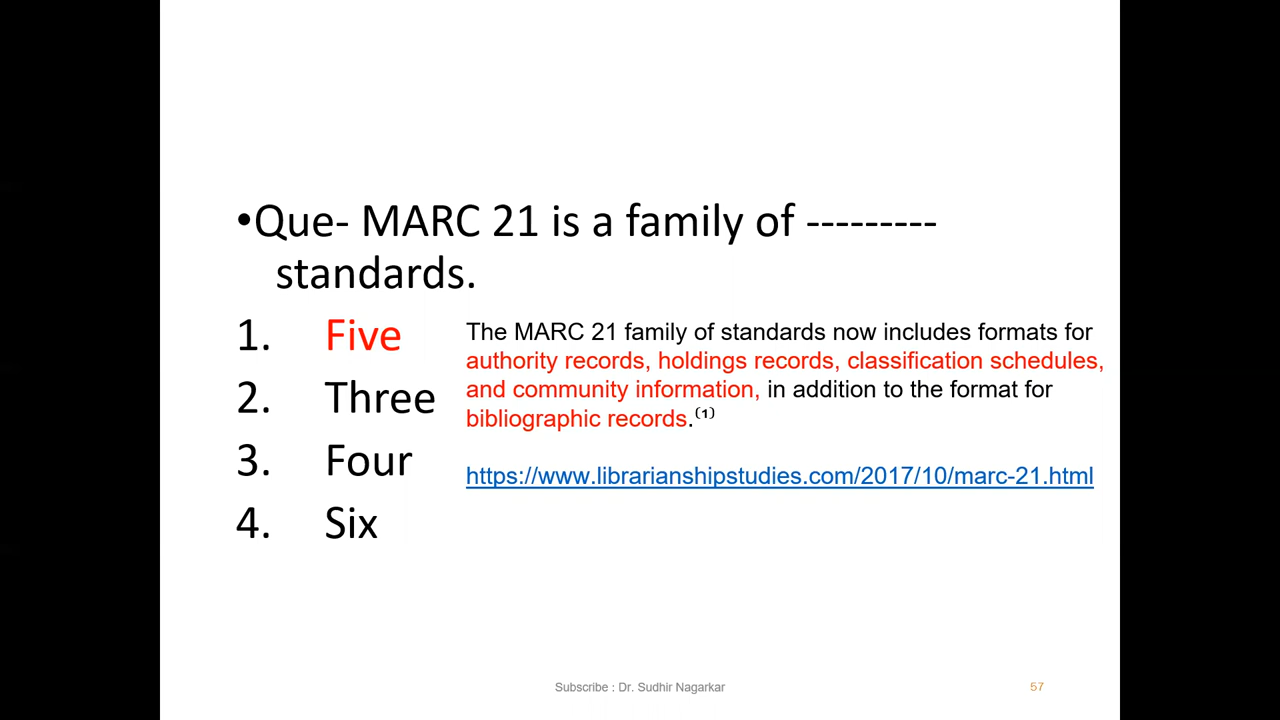 •Que- MARC 21 is a family of ---------
standards.
1. Five
2. Three
3. Four
4. Six
The MARC 21 family of standards now includes formats for
authority records, holdings records, classification schedules,
and community information, in addition to the format for
bibliographic records.⁽¹⁾
https://www.librarianshipstudies.com/2017/10/marc-21.html
Subscribe : Dr. Sudhir Nagarkar
57